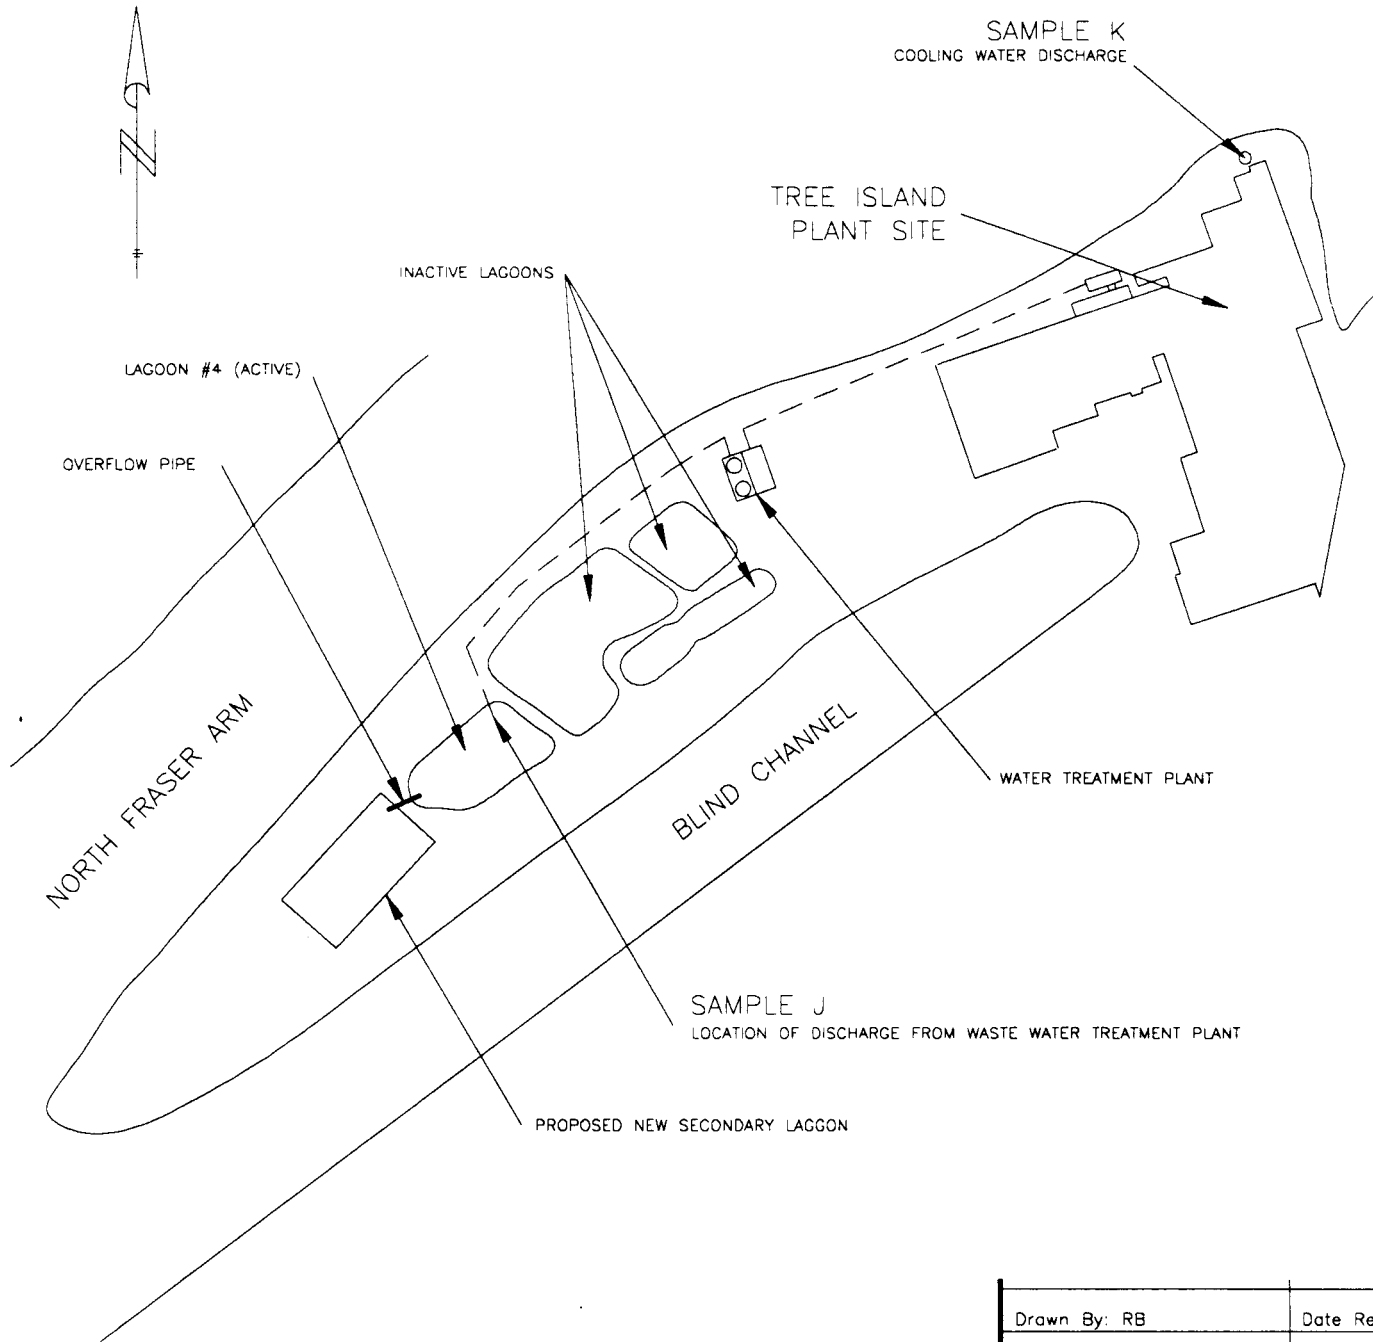 SAMPLE K
COOLING WATER DISCHARGE
N
TREE ISLAND
PLANT SITE
INACTIVE LAGOONS
LAGOON #4 (ACTIVE)
OVERFLOW PIPE
NORTH FRASER ARM
BLIND CHANNEL
WATER TREATMENT PLANT
SAMPLE J
LOCATION OF DISCHARGE FROM WASTE WATER TREATMENT PLANT
PROPOSED NEW SECONDARY LAGGON
Drawn By: RB
Date Re